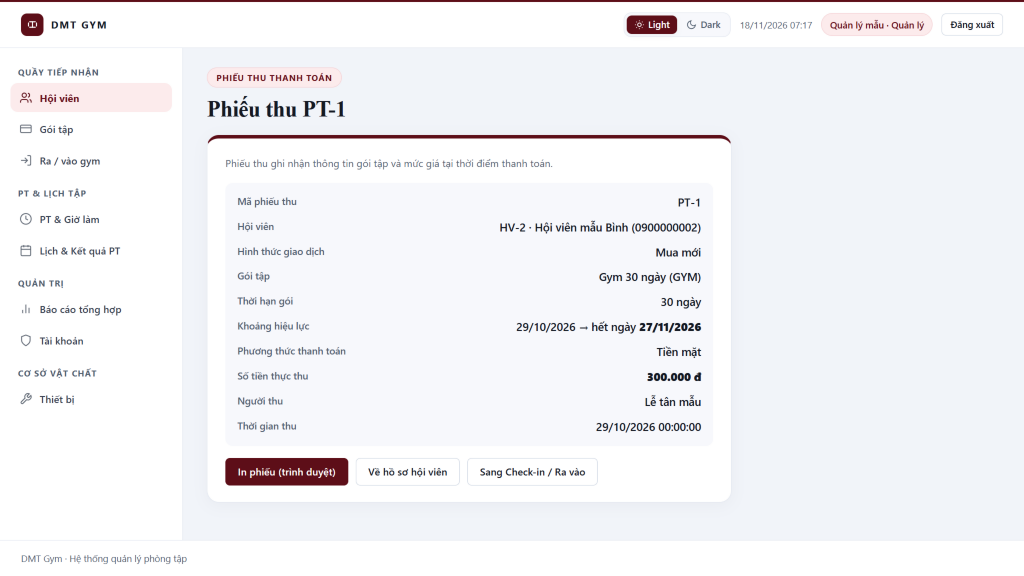 DMT GYM
Light
Dark
18/11/2026 07:17
Quản lý mẫu · Quản lý
Đăng xuất
QUẦY TIẾP NHẬN
Hội viên
Gói tập
Ra / vào gym
PT & LỊCH TẬP
PT & Giờ làm
Lịch & Kết quả PT
QUẢN TRỊ
Báo cáo tổng hợp
Tài khoản
CƠ SỞ VẬT CHẤT
Thiết bị
PHIẾU THU THANH TOÁN
Phiếu thu PT-1
Phiếu thu ghi nhận thông tin gói tập và mức giá tại thời điểm thanh toán.
Mã phiếu thu PT-1
Hội viên HV-2 · Hội viên mẫu Bình (0900000002)
Hình thức giao dịch Mua mới
Gói tập Gym 30 ngày (GYM)
Thời hạn gói 30 ngày
Khoảng hiệu lực 29/10/2026 → hết ngày 27/11/2026
Phương thức thanh toán Tiền mặt
Số tiền thực thu 300.000 đ
Người thu Lễ tân mẫu
Thời gian thu 29/10/2026 00:00:00
In phiếu (trình duyệt)
Về hồ sơ hội viên
Sang Check-in / Ra vào
DMT Gym · Hệ thống quản lý phòng tập